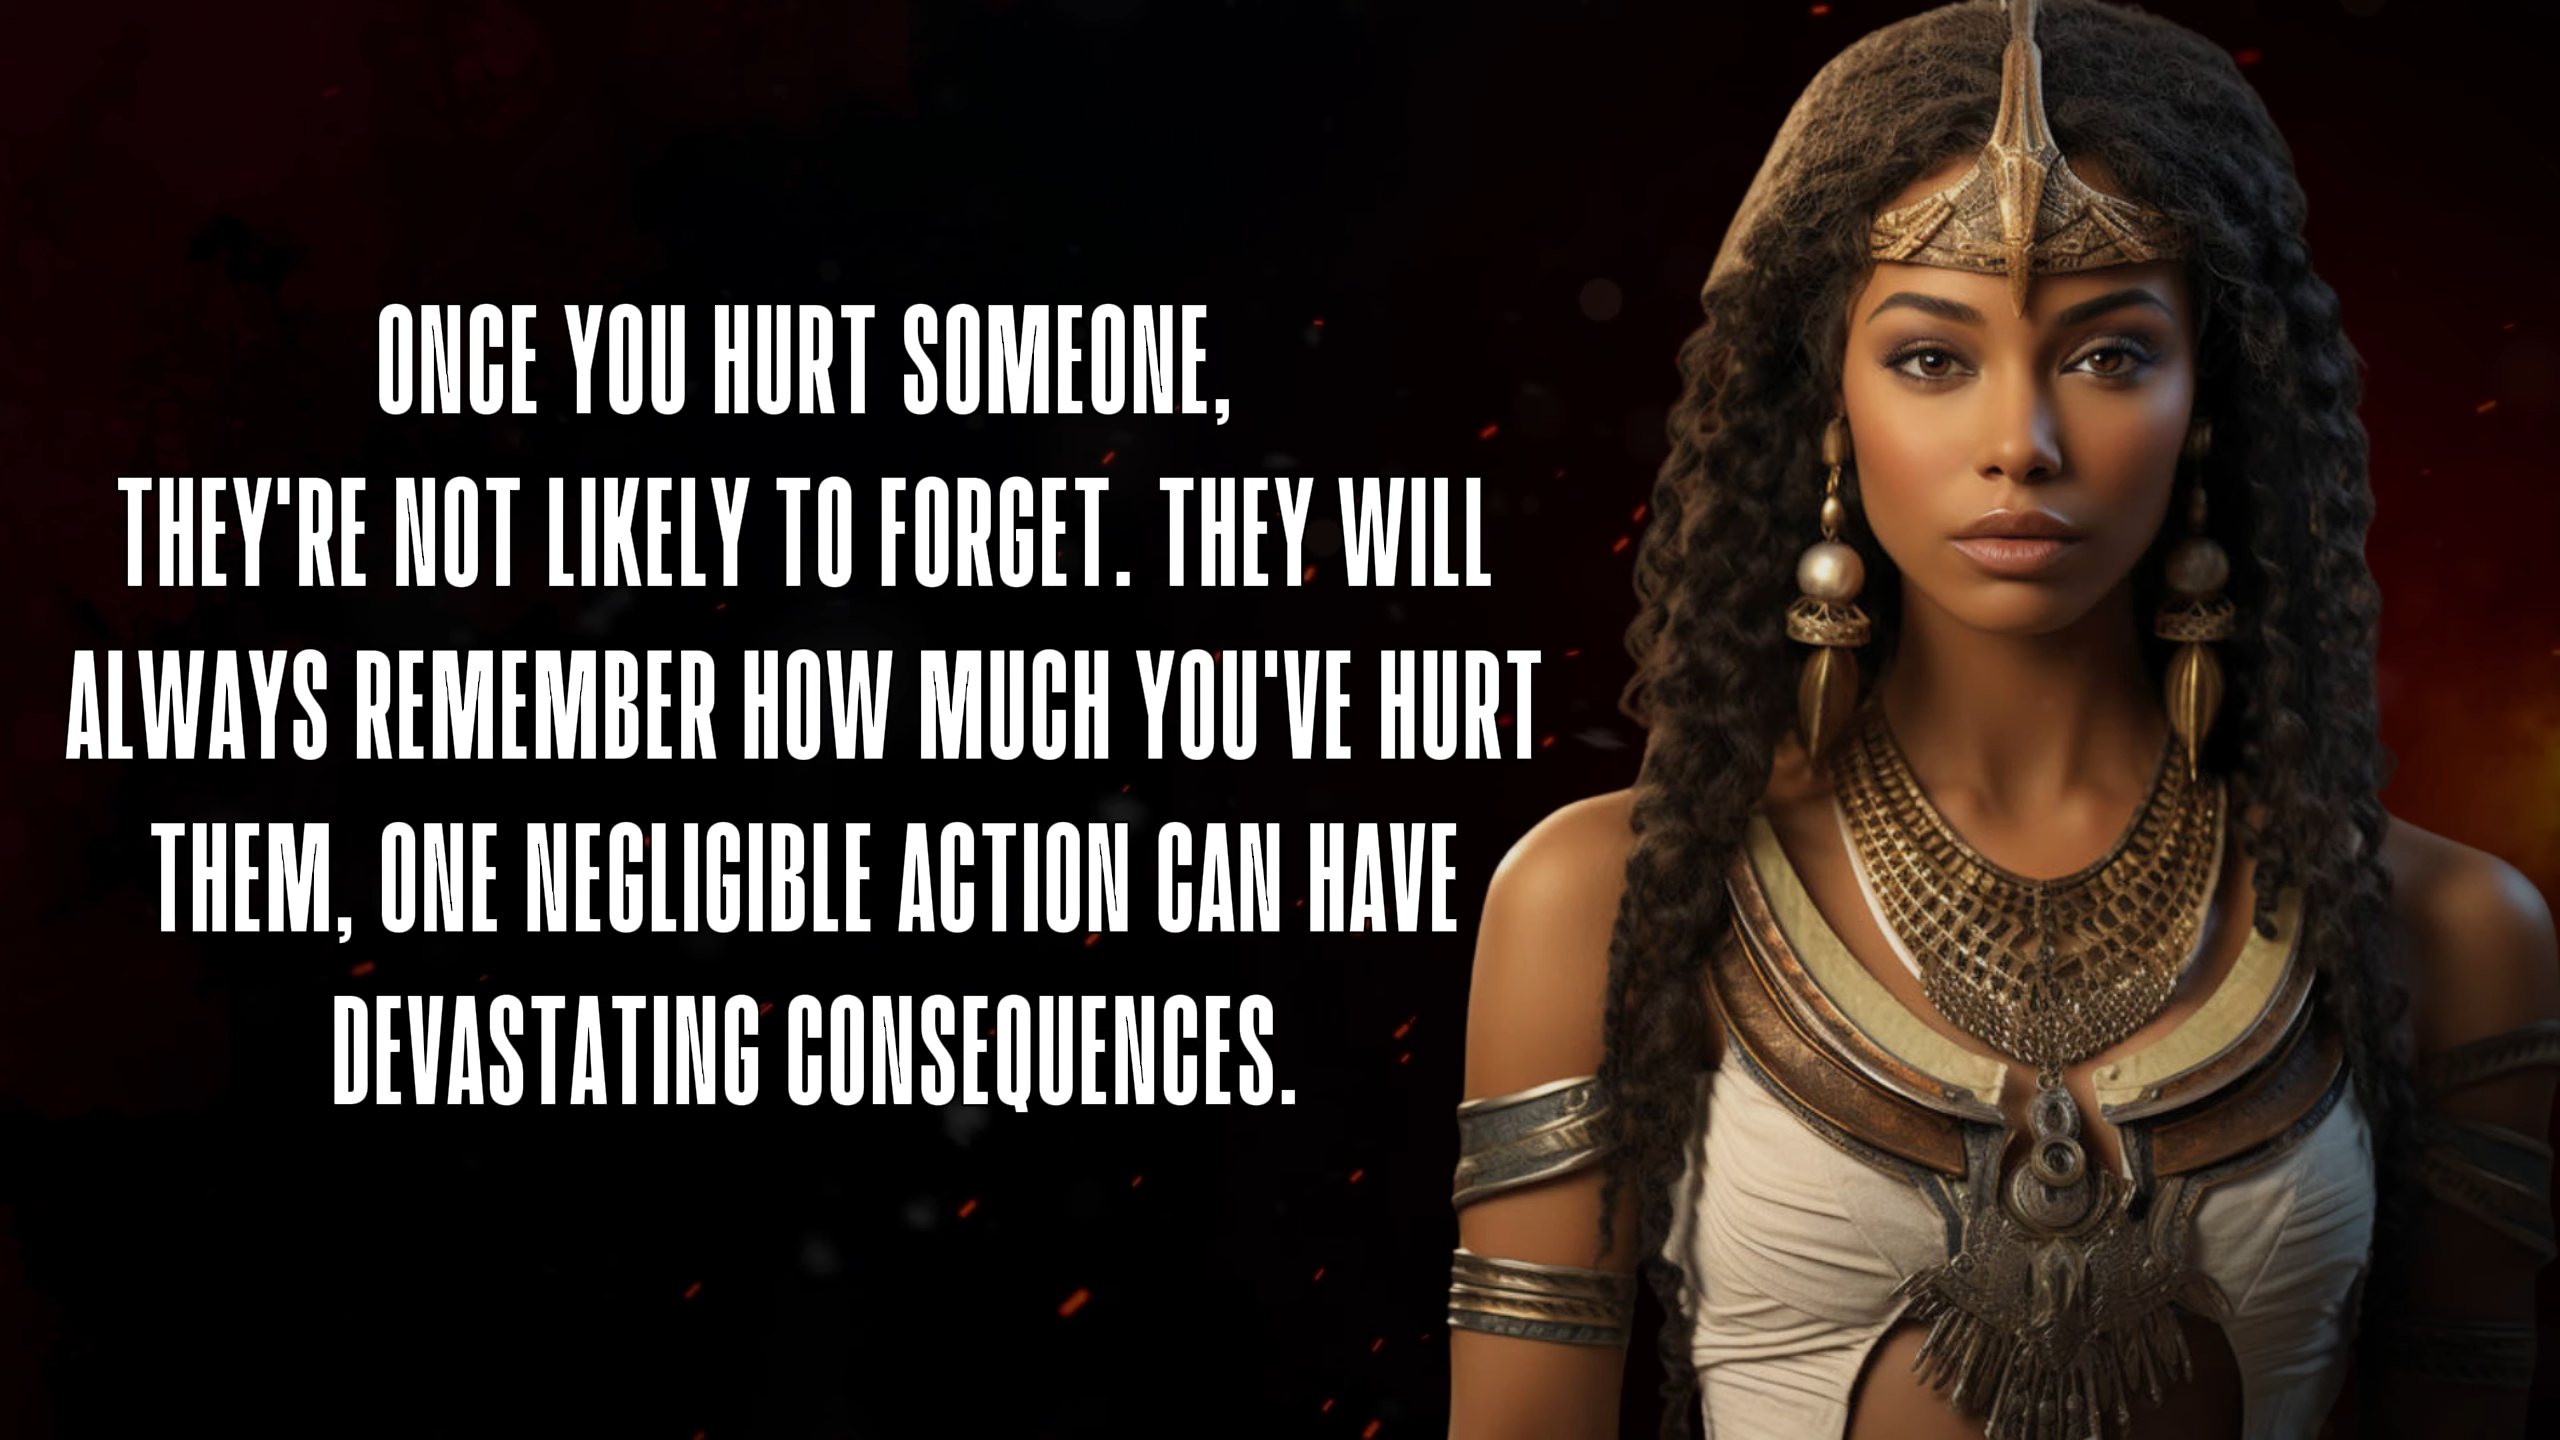 ONCE YOU HURT SOMEONE,
THEY'RE NOT LIKELY TO FORGET. THEY WILL
ALWAYS REMEMBER HOW MUCH YOU'VE HURT
THEM, ONE NEGLIGIBLE ACTION CAN HAVE
DEVASTATING CONSEQUENCES.